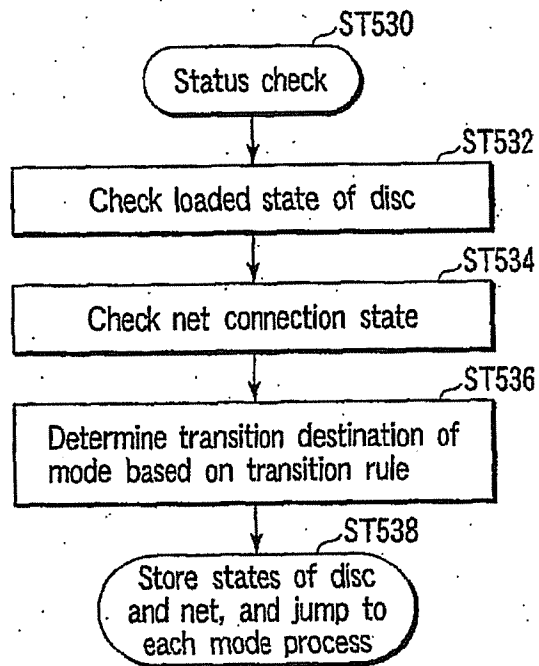 ST530
Status check
ST532
Check loaded state of disc
ST534
Check net connection state
ST536
Determine transition destination of
mode based on transition rule
ST538
Store states of disc
and net, and jump to
each mode process